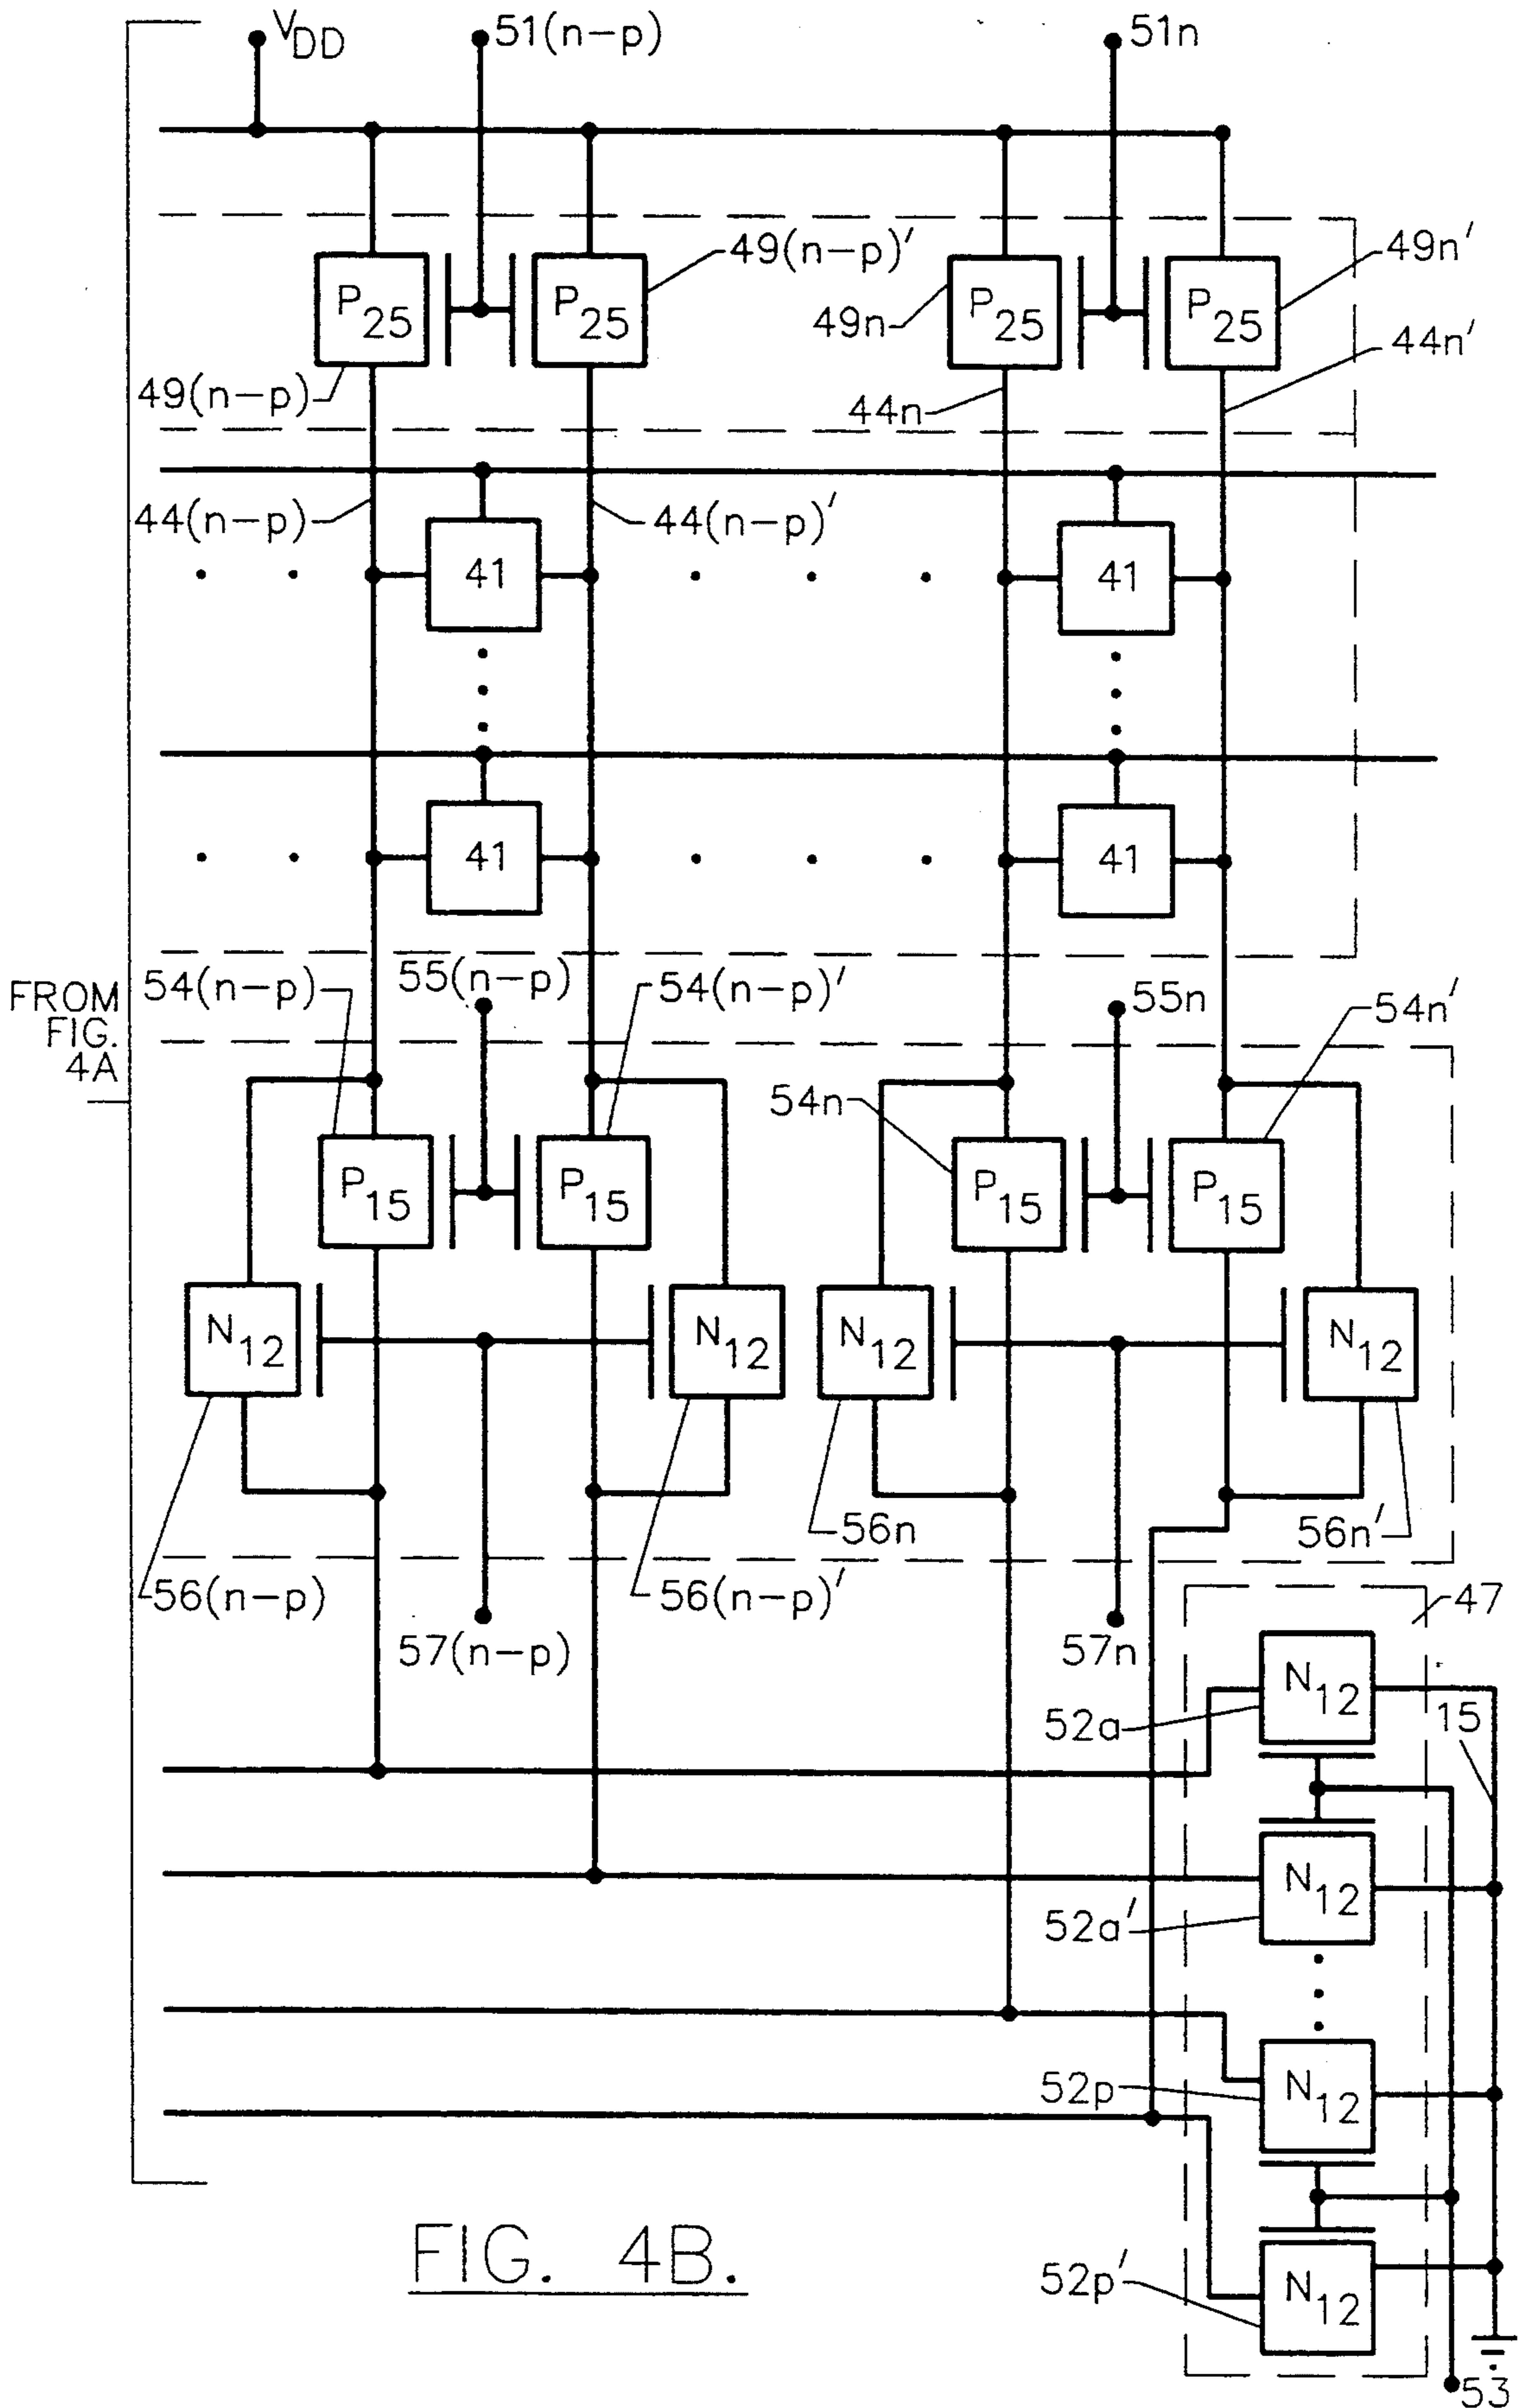 VDD
51(n-p)
51n
P25
P25
49(n-p)'
P25
P25
49n'
49n
49(n-p)
44n
44n'
44(n-p)
44(n-p)'
41
41
41
41
FROM
FIG.
4A
54(n-p)
55(n-p)
54(n-p)'
55n
54n'
54n
P15
P15
P15
P15
N12
N12
N12
N12
56(n-p)
56(n-p)'
56n
56n'
57(n-p)
57n
47
N12
52a
15
N12
52a'
N12
52p
N12
52p'
53
FIG. 4B.